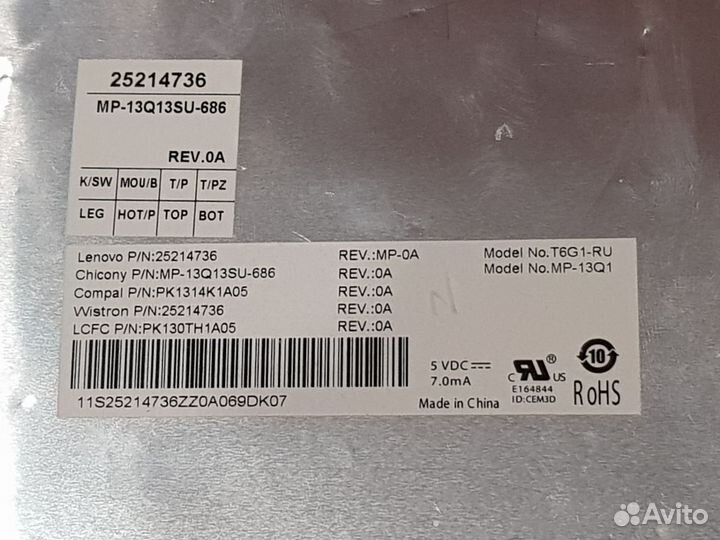 25214736
MP-13Q13SU-686
REV.0A
K/SW MOU/B T/P T/PZ
LEG HOT/P TOP BOT
Lenovo P/N:25214736 REV.:MP-0A Model No.T6G1-RU
Chicony P/N:MP-13Q13SU-686 REV.:0A Model No.MP-13Q1
Compal P/N:PK1314K1A05 REV.:0A
Wistron P/N:25214736 REV.:0A
LCFC P/N:PK130TH1A05 REV.:0A
5 VDC
7.0mA
C RU US
E164844
ID:CEM3D
10
RoHS
11S25214736ZZ0A069DK07
Made in China
N
Avito